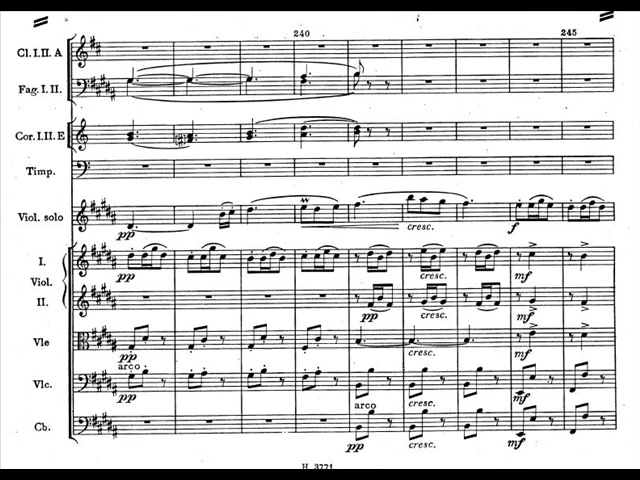 240 245
Cl. I.II. A
Fag. I. II.
Cor. I.II. E
Timp.
Viol. solo
pp cresc. f
I.
pp cresc. mf
Viol.
II.
pp cresc. mf
Vle
pp cresc. mf
arco
Vlc.
pp cresc. mf
arco
Cb.
pp cresc. mf
H. 3771